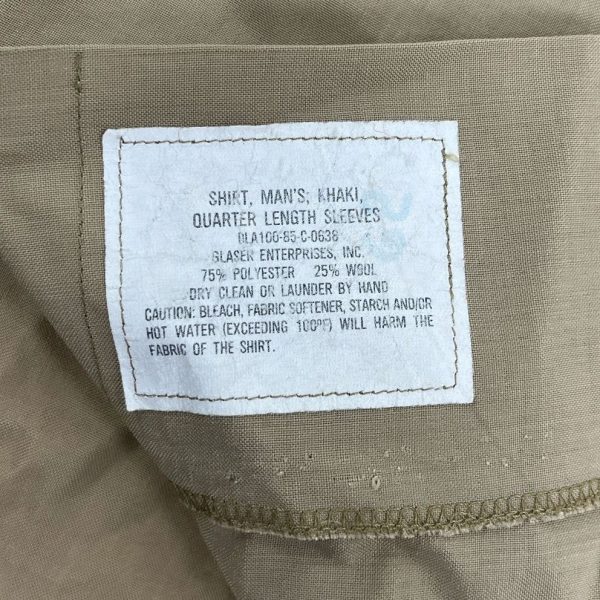 SHIRT, MAN'S; KHAKI,
QUARTER LENGTH SLEEVES
DLA100-85-C-0638
GLASER ENTERPRISES, INC.
75% POLYESTER 25% WOOL
DRY CLEAN OR LAUNDER BY HAND
CAUTION: BLEACH, FABRIC SOFTENER, STARCH AND/OR
HOT WATER (EXCEEDING 100ºF) WILL HARM THE
FABRIC OF THE SHIRT.